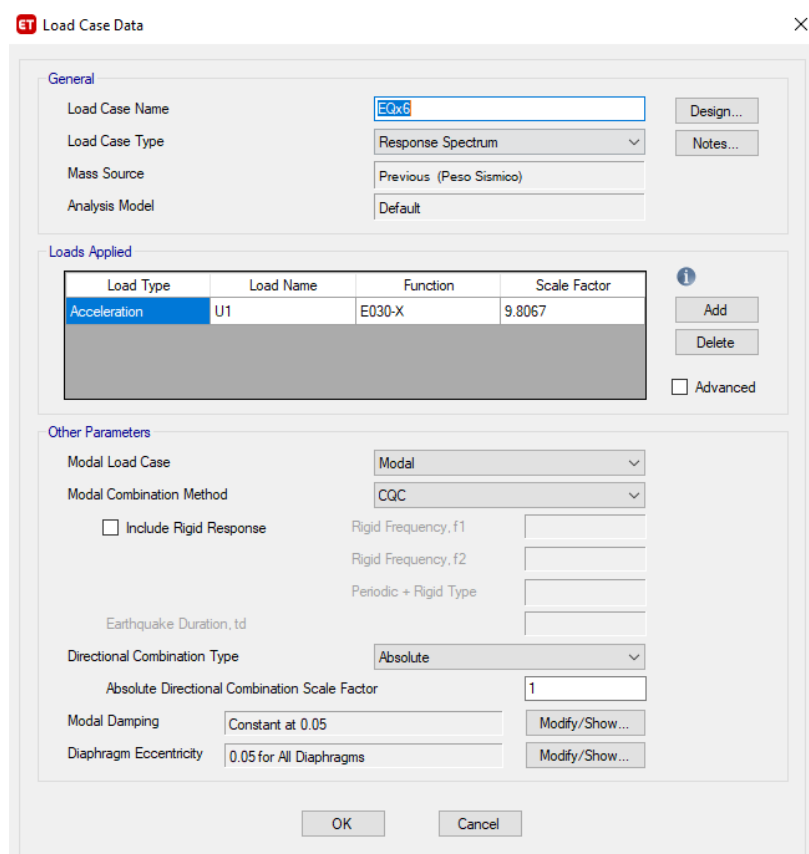 ET Load Case Data
General
Load Case Name EQx6 Design...
Load Case Type Response Spectrum Notes...
Mass Source Previous (Peso Sismico)
Analysis Model Default
Loads Applied
Load Type Load Name Function Scale Factor
Acceleration U1 E030-X 9.8067
i
Add
Delete
Advanced
Other Parameters
Modal Load Case Modal
Modal Combination Method CQC
Include Rigid Response Rigid Frequency, f1
Rigid Frequency, f2
Periodic + Rigid Type
Earthquake Duration, td
Directional Combination Type Absolute
Absolute Directional Combination Scale Factor 1
Modal Damping Constant at 0.05 Modify/Show...
Diaphragm Eccentricity 0.05 for All Diaphragms Modify/Show...
OK Cancel